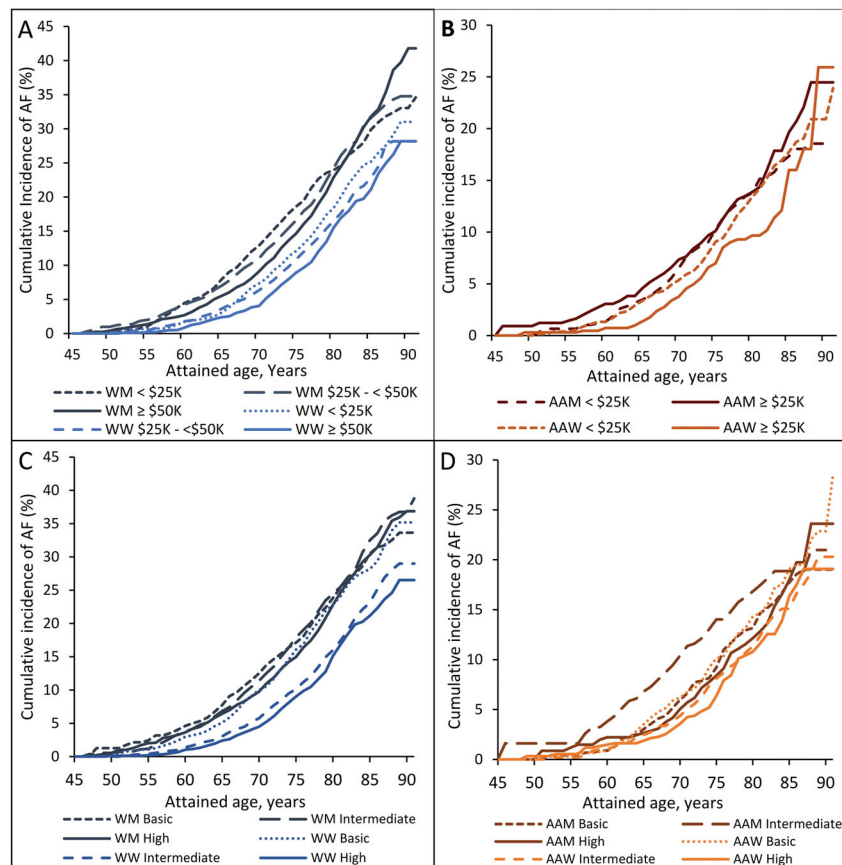 A
Cumulative Incidence of AF (%)
45
40
35
30
25
20
15
10
5
0
45 50 55 60 65 70 75 80 85 90
Attained age, Years
WM < $25K WM $25K - < $50K
WM ≥ $50K WW < $25K
WW $25K - <$50K WW ≥ $50K
B
Cumulative incidence of AF (%)
30
25
20
15
10
5
0
45 50 55 60 65 70 75 80 85 90
Attained age, years
AAM < $25K AAM ≥ $25K
AAW < $25K AAW ≥ $25K
C
Cumulative incidence of AF (%)
45
40
35
30
25
20
15
10
5
0
45 50 55 60 65 70 75 80 85 90
Attained age, years
WM Basic WM Intermediate
WM High WW Basic
WW Intermediate WW High
D
Cumulative incidence of AF (%)
30
25
20
15
10
5
0
45 50 55 60 65 70 75 80 85 90
Attained age, years
AAM Basic AAM Intermediate
AAM High AAW Basic
AAW Intermediate AAW High